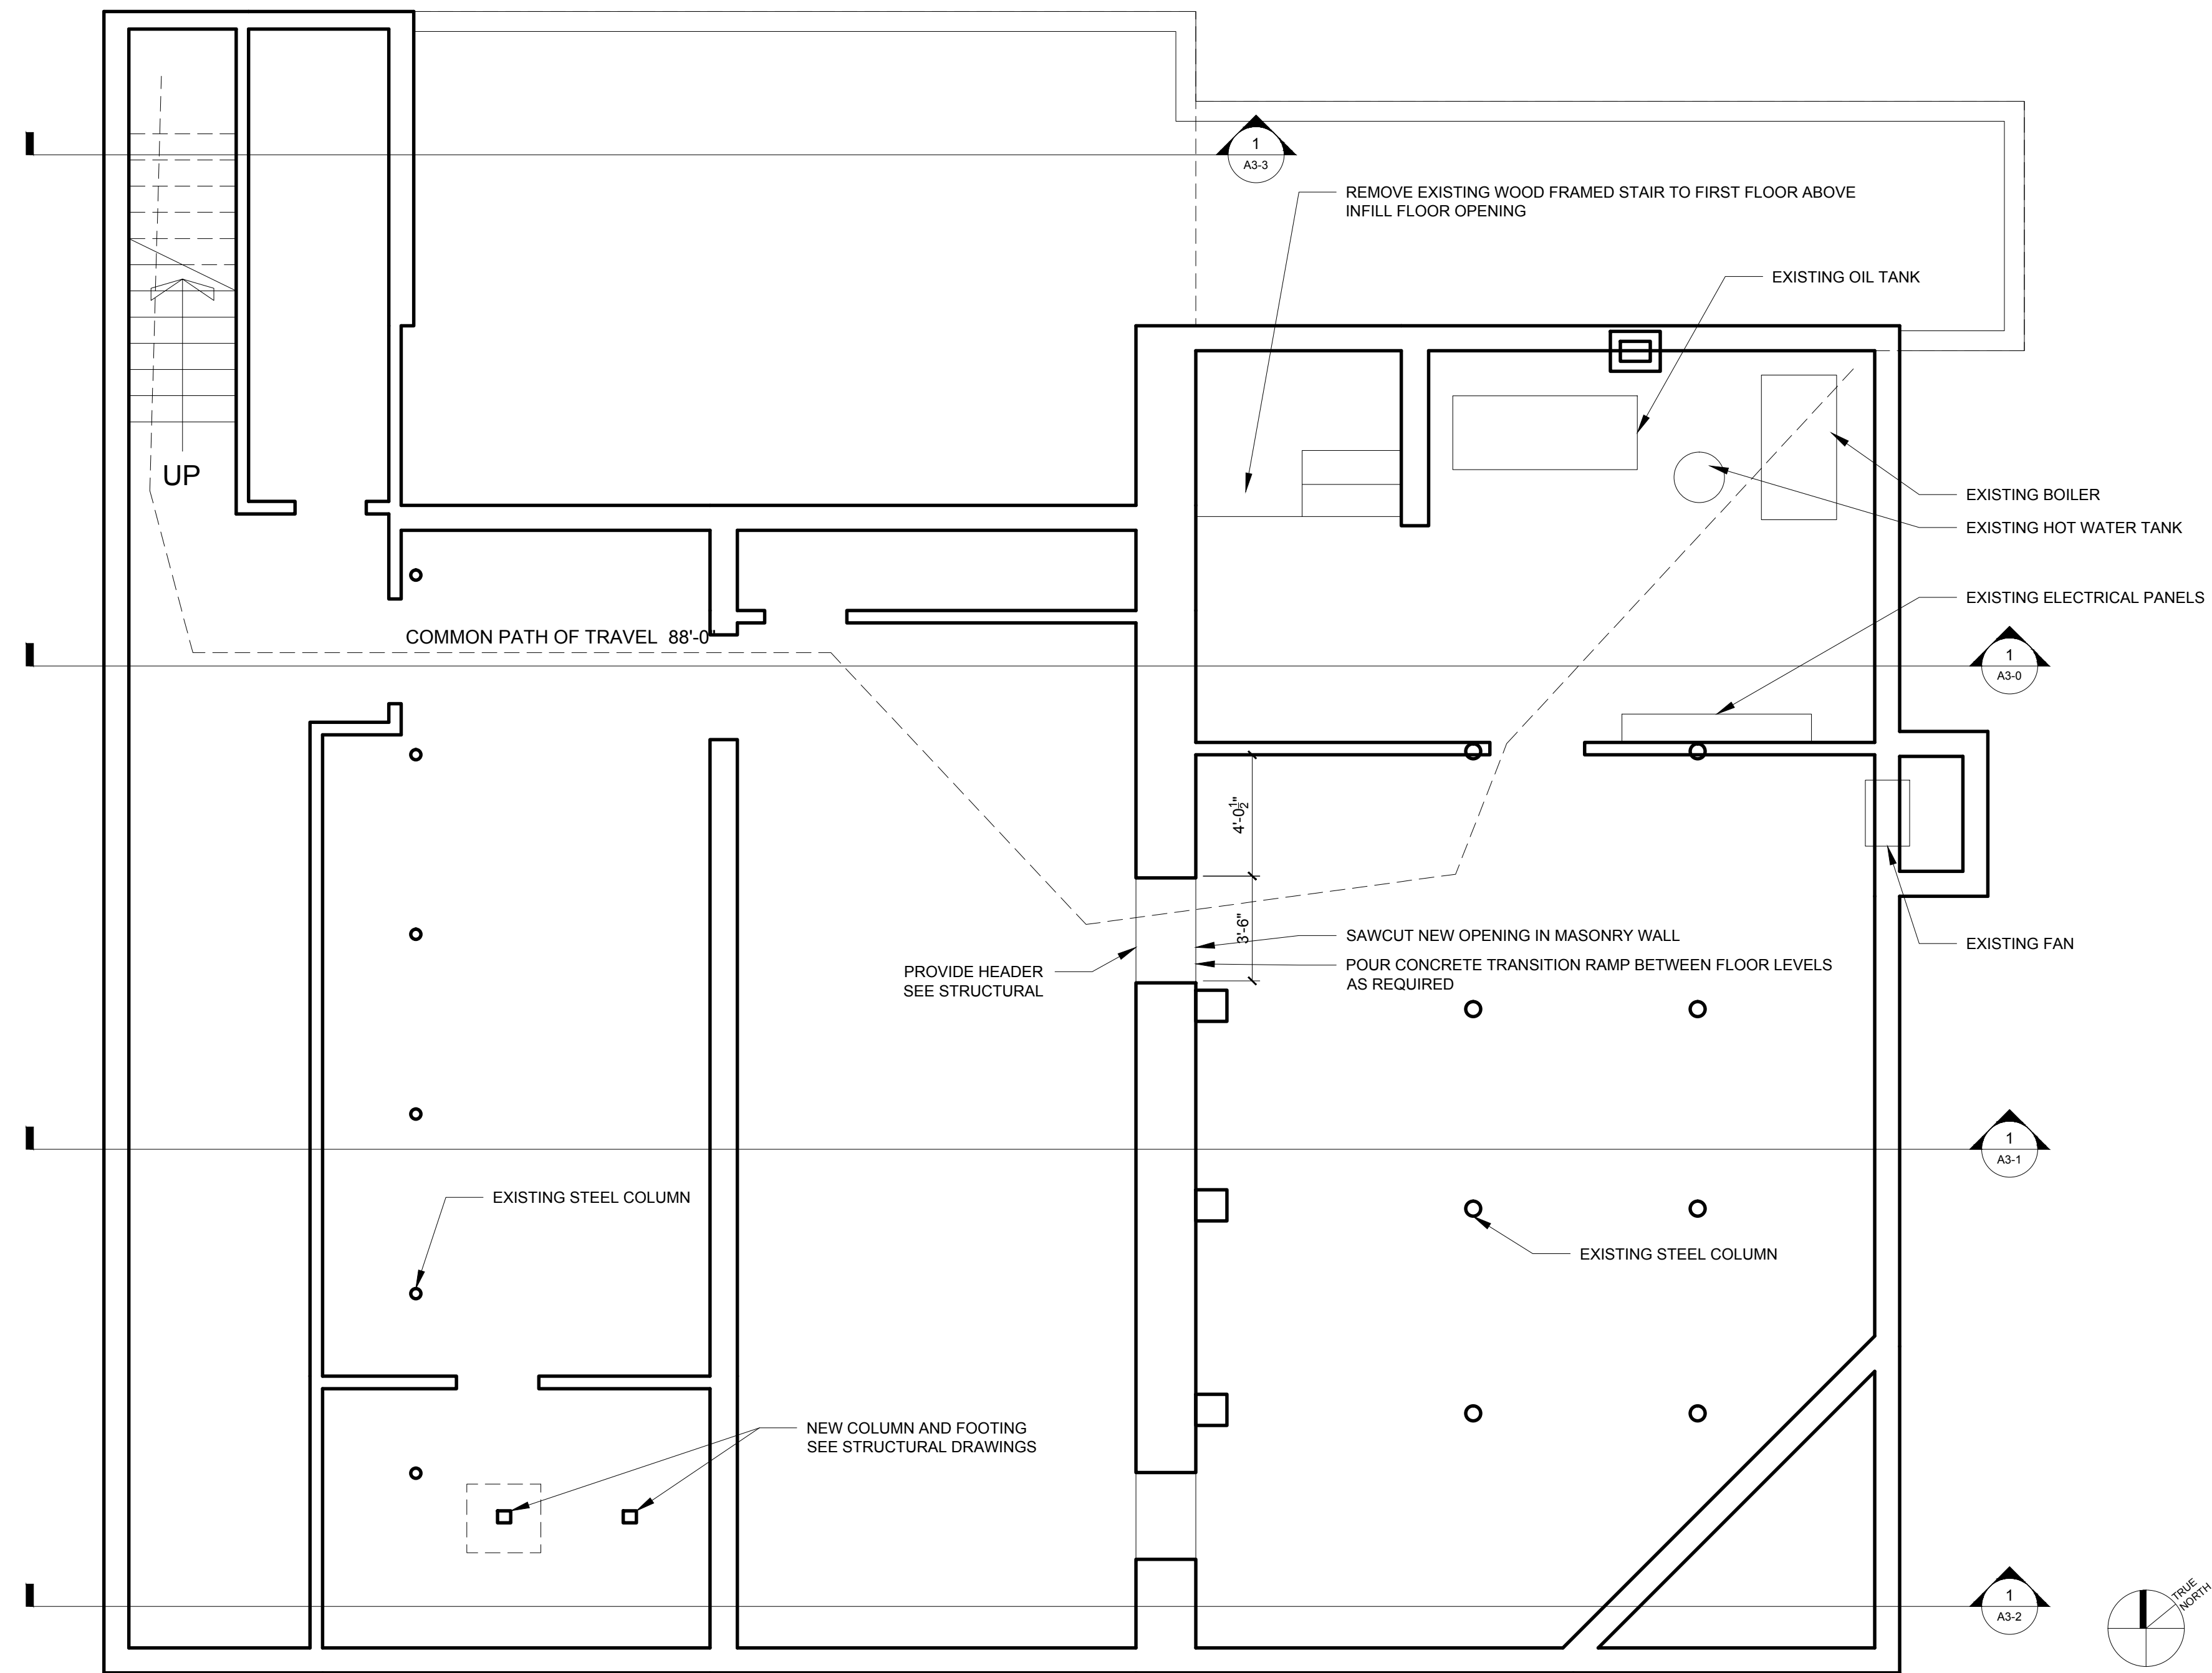 1
A3-3
REMOVE EXISTING WOOD FRAMED STAIR TO FIRST FLOOR ABOVE
INFILL FLOOR OPENING
EXISTING OIL TANK
UP
EXISTING BOILER
EXISTING HOT WATER TANK
EXISTING ELECTRICAL PANELS
COMMON PATH OF TRAVEL 88'-0"
1
A3-0
4'-0½"
3'-6"
SAWCUT NEW OPENING IN MASONRY WALL
EXISTING FAN
POUR CONCRETE TRANSITION RAMP BETWEEN FLOOR LEVELS
AS REQUIRED
PROVIDE HEADER
SEE STRUCTURAL
1
A3-1
EXISTING STEEL COLUMN
EXISTING STEEL COLUMN
NEW COLUMN AND FOOTING
SEE STRUCTURAL DRAWINGS
1
A3-2
TRUE
NORTH